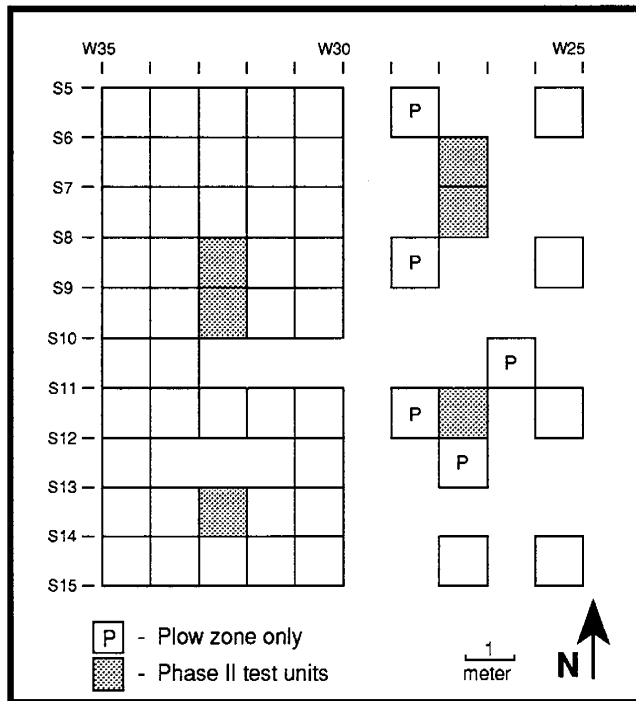 W35 W30 W25
S5 P
S6
S7
S8
P
S9
S10
P
S11
P
S12
P
S13
S14
S15
P - Plow zone only
- Phase II test units
1
meter
N